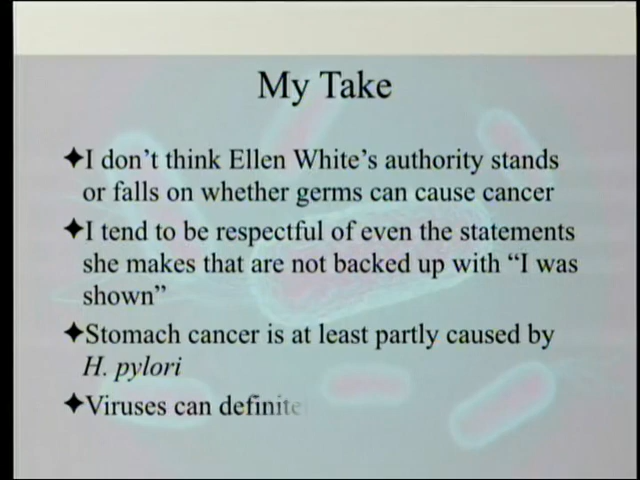 My Take
✦I don't think Ellen White's authority stands
or falls on whether germs can cause cancer
✦I tend to be respectful of even the statements
she makes that are not backed up with “I was
shown”
✦Stomach cancer is at least partly caused by
H. pylori
✦Viruses can definite